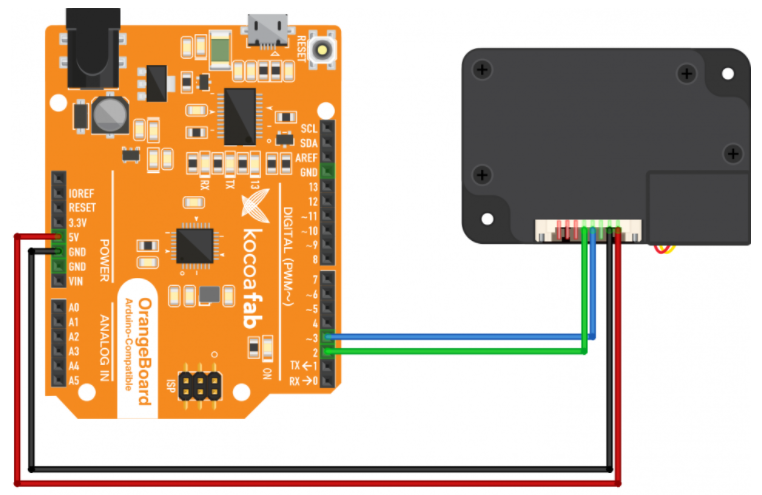 RESET
SCL
SDA
AREF
GND
13
12
~11
~10
~9
8
7
~6
~5
4
~3
2
TX←1
RX→0
DIGITAL (PWM~)
RX
TX
13
kocoafab
IOREF
RESET
3.3V
5V
GND
GND
VIN
POWER
A0
A1
A2
A3
A4
A5
ANALOG IN
OrangeBoard
Arduino-Compatible
ISP
ON